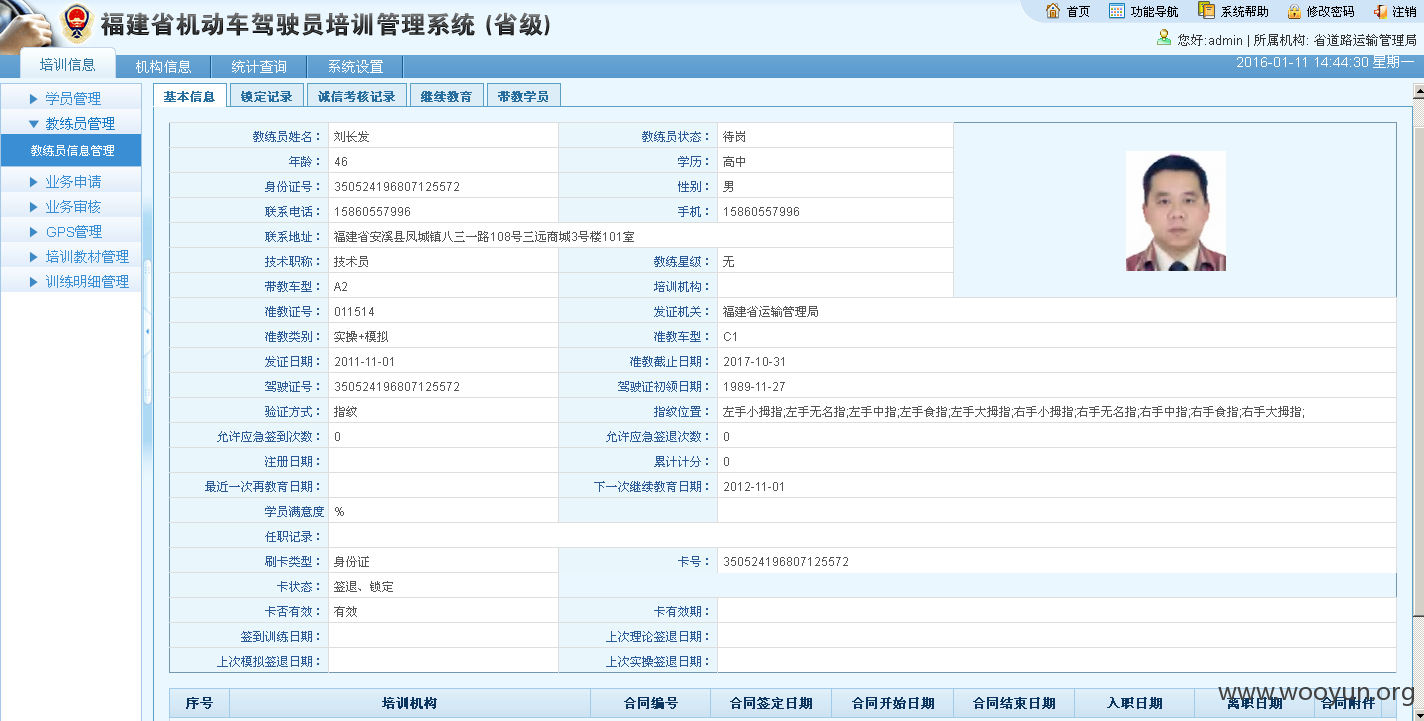 福建省机动车驾驶员培训管理系统 (省级)
首页 功能导航 系统帮助 修改密码 注销
您好:admin | 所属机构: 省道路运输管理局
培训信息 机构信息 统计查询 系统设置 2016-01-11 14:44:30 星期一
学员管理
教练员管理
教练员信息管理
业务申请
业务审核
GPS管理
培训教材管理
训练明细管理
基本信息 锁定记录 诚信考核记录 继续教育 带教学员
教练员姓名： 刘长发 教练员状态： 待岗
年龄： 46 学历： 高中
身份证号： 350524196807125572 性别： 男
联系电话： 15860557996 手机： 15860557996
联系地址： 福建省安溪县凤城镇八三一路108号三远商城3号楼101室
技术职称： 技术员 教练星级： 无
带教车型： A2 培训机构：
准教证号： 011514 发证机关： 福建省运输管理局
准教类别： 实操+模拟 准教车型： C1
发证日期： 2011-11-01 准教截止日期： 2017-10-31
驾驶证号： 350524196807125572 驾驶证初领日期： 1989-11-27
验证方式： 指纹 指纹位置： 左手小拇指;左手无名指;左手中指;左手食指;左手大拇指;右手小拇指;右手无名指;右手中指;右手食指;右手大拇指;
允许应急签到次数： 0 允许应急签退次数： 0
注册日期： 累计计分： 0
最近一次再教育日期： 下一次继续教育日期： 2012-11-01
学员满意度 %
任职记录：
刷卡类型： 身份证 卡号： 350524196807125572
卡状态： 签退、锁定
卡否有效： 有效 卡有效期：
签到训练日期： 上次理论签退日期：
上次模拟签退日期： 上次实操签退日期：
序号 培训机构 合同编号 合同签定日期 合同开始日期 合同结束日期 入职日期 离职日期 合同附件
www.wooyun.org